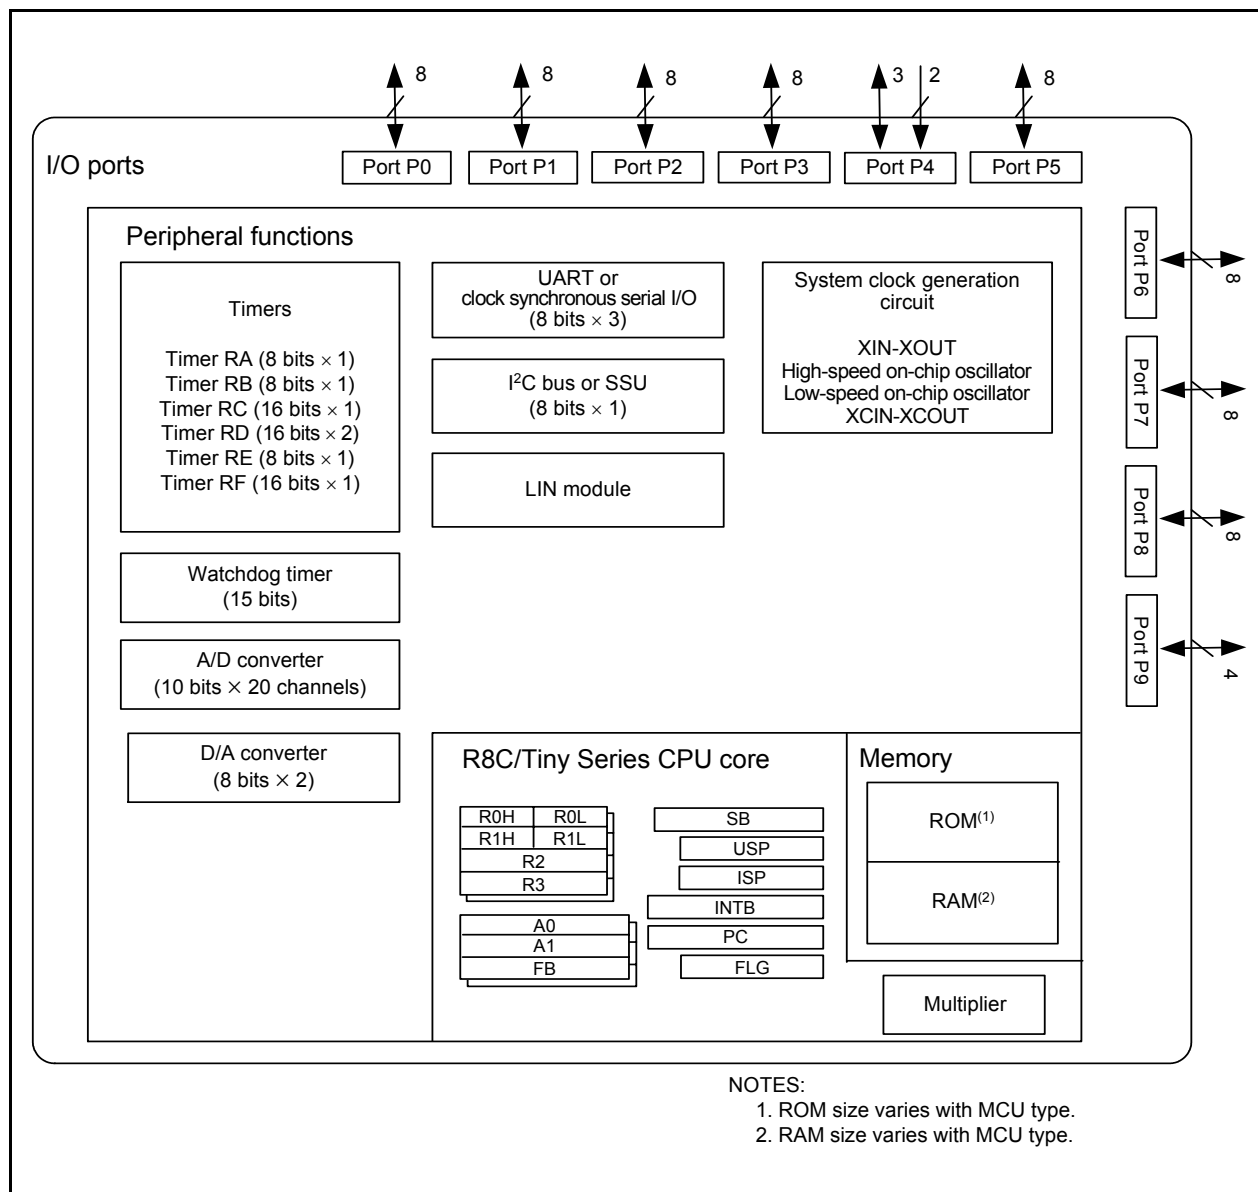 8 8 8 8 3 2 8
I/O ports
Port P0 Port P1 Port P2 Port P3 Port P4 Port P5
Peripheral functions
Timers
Timer RA (8 bits × 1)
Timer RB (8 bits × 1)
Timer RC (16 bits × 1)
Timer RD (16 bits × 2)
Timer RE (8 bits × 1)
Timer RF (16 bits × 1)
UART or
clock synchronous serial I/O
(8 bits × 3)
I²C bus or SSU
(8 bits × 1)
LIN module
System clock generation
circuit
XIN-XOUT
High-speed on-chip oscillator
Low-speed on-chip oscillator
XCIN-XCOUT
Port P6
8
Port P7
8
Port P8
8
Port P9
4
Watchdog timer
(15 bits)
A/D converter
(10 bits × 20 channels)
D/A converter
(8 bits × 2)
R8C/Tiny Series CPU core
R0H R0L
R1H R1L
R2
R3
A0
A1
FB
SB
USP
ISP
INTB
PC
FLG
Memory
ROM(1)
RAM(2)
Multiplier
NOTES:
1. ROM size varies with MCU type.
2. RAM size varies with MCU type.